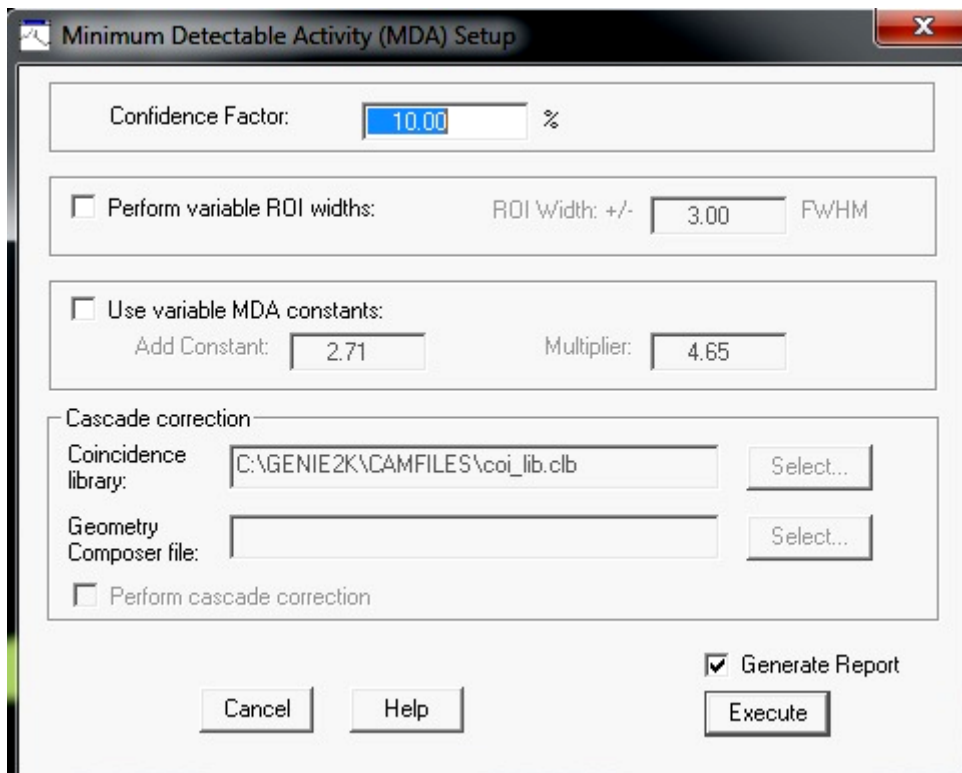 Minimum Detectable Activity (MDA) Setup
x
Confidence Factor: 10.00 %
Perform variable ROI widths: ROI Width: +/- 3.00 FWHM
Use variable MDA constants:
Add Constant: 2.71 Multiplier: 4.65
Cascade correction
Coincidence
library: C:\GENIE2K\CAMFILES\coi_lib.clb Select...
Geometry
Composer file: Select...
Perform cascade correction
Generate Report
Cancel Help Execute